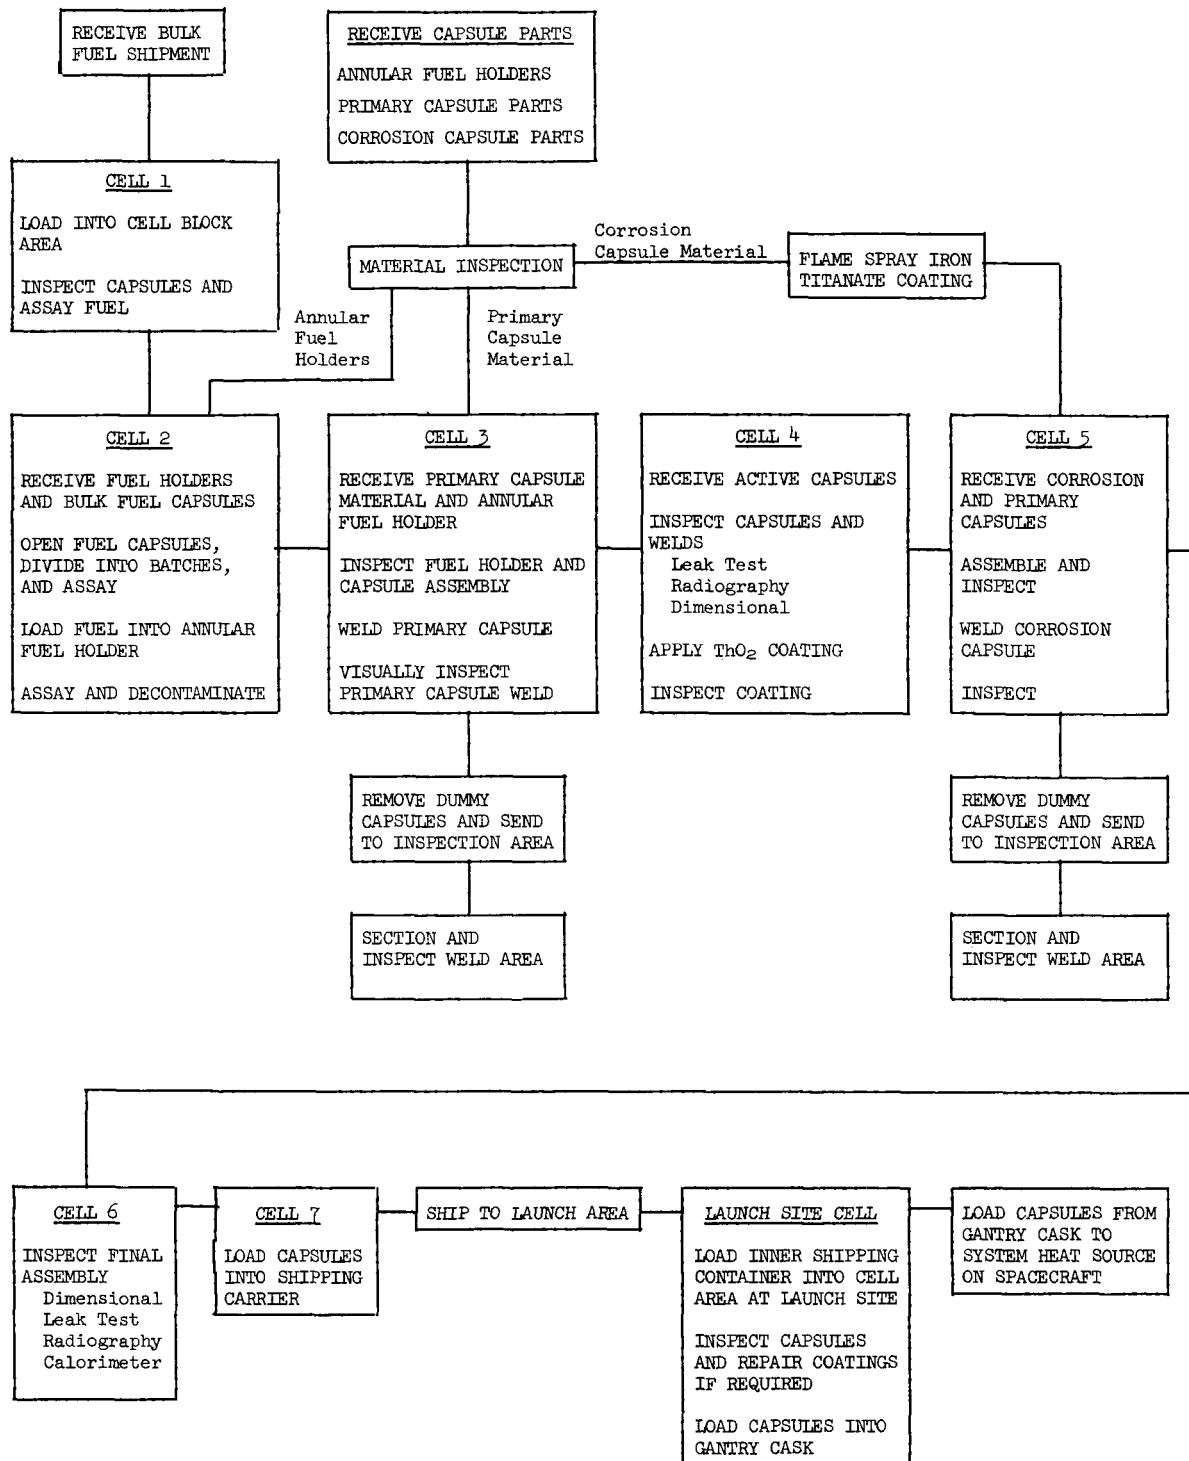 RECEIVE BULK
FUEL SHIPMENT
RECEIVE CAPSULE PARTS
ANNULAR FUEL HOLDERS
PRIMARY CAPSULE PARTS
CORROSION CAPSULE PARTS
CELL 1
LOAD INTO CELL BLOCK
AREA
INSPECT CAPSULES AND
ASSAY FUEL
MATERIAL INSPECTION
Corrosion
Capsule Material
FLAME SPRAY IRON
TITANATE COATING
Annular
Fuel
Holders
Primary
Capsule
Material
CELL 2
RECEIVE FUEL HOLDERS
AND BULK FUEL CAPSULES
OPEN FUEL CAPSULES,
DIVIDE INTO BATCHES,
AND ASSAY
LOAD FUEL INTO ANNULAR
FUEL HOLDER
ASSAY AND DECONTAMINATE
CELL 3
RECEIVE PRIMARY CAPSULE
MATERIAL AND ANNULAR
FUEL HOLDER
INSPECT FUEL HOLDER AND
CAPSULE ASSEMBLY
WELD PRIMARY CAPSULE
VISUALLY INSPECT
PRIMARY CAPSULE WELD
CELL 4
RECEIVE ACTIVE CAPSULES
INSPECT CAPSULES AND
WELDS
Leak Test
Radiography
Dimensional
APPLY ThO₂ COATING
INSPECT COATING
CELL 5
RECEIVE CORROSION
AND PRIMARY
CAPSULES
ASSEMBLE AND
INSPECT
WELD CORROSION
CAPSULE
INSPECT
REMOVE DUMMY
CAPSULES AND SEND
TO INSPECTION AREA
SECTION AND
INSPECT WELD AREA
REMOVE DUMMY
CAPSULES AND SEND
TO INSPECTION AREA
SECTION AND
INSPECT WELD AREA
CELL 6
INSPECT FINAL
ASSEMBLY
Dimensional
Leak Test
Radiography
Calorimeter
CELL 7
LOAD CAPSULES
INTO SHIPPING
CARRIER
SHIP TO LAUNCH AREA
LAUNCH SITE CELL
LOAD INNER SHIPPING
CONTAINER INTO CELL
AREA AT LAUNCH SITE
INSPECT CAPSULES
AND REPAIR COATINGS
IF REQUIRED
LOAD CAPSULES INTO
GANTRY CASK
LOAD CAPSULES FROM
GANTRY CASK TO
SYSTEM HEAT SOURCE
ON SPACECRAFT